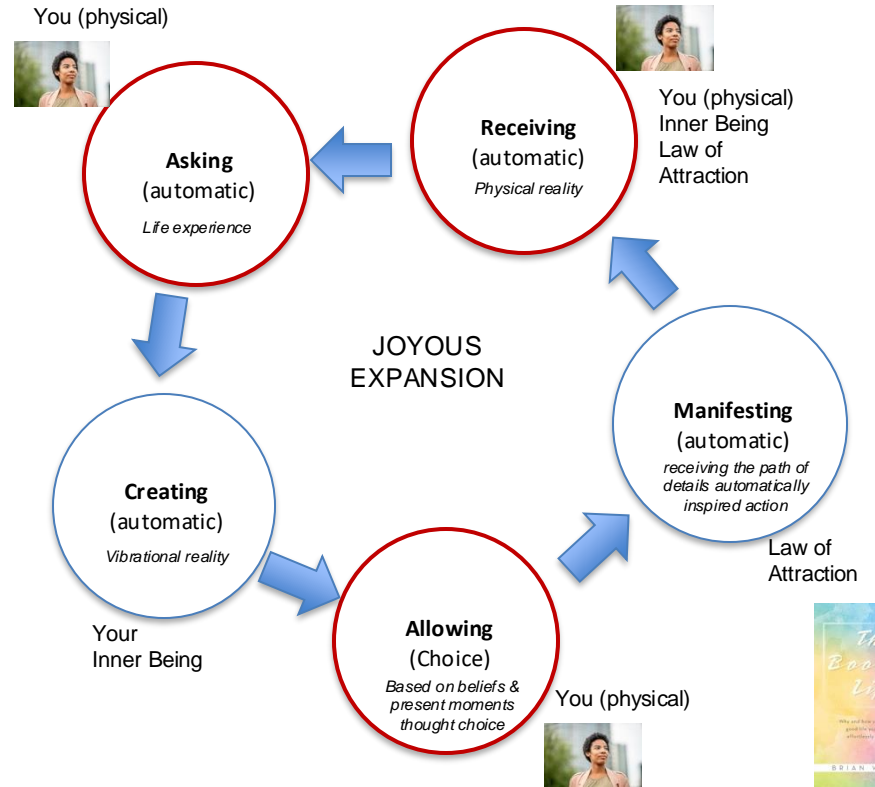 You (physical)
Asking
(automatic)
Life experience
Receiving
(automatic)
Physical reality
You (physical)
Inner Being
Law of
Attraction
JOYOUS
EXPANSION
Creating
(automatic)
Vibrational reality
Your
Inner Being
Allowing
(Choice)
Based on beliefs &
present moments
thought choice
You (physical)
Manifesting
(automatic)
receiving the path of
details automatically
inspired action
Law of
Attraction
BRIAN